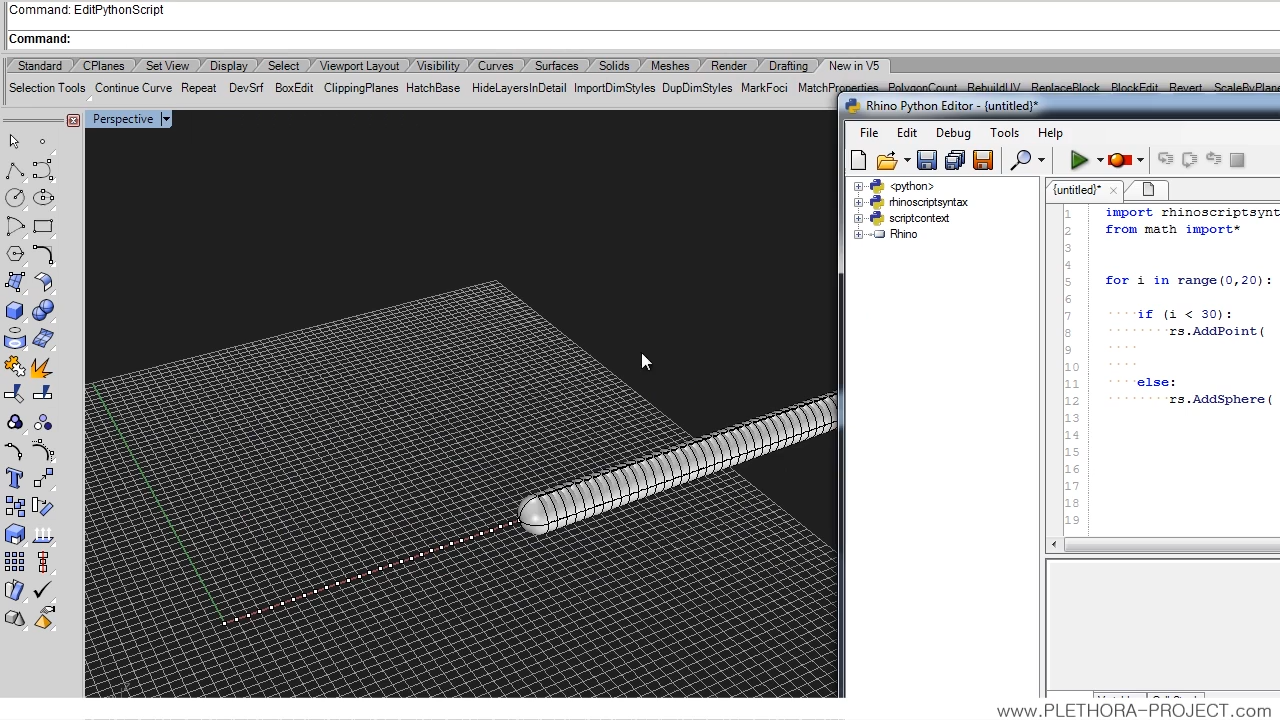 Command: EditPythonScript
Command:
Standard CPlanes Set View Display Select Viewport Layout Visibility Curves Surfaces Solids Meshes Render Drafting New in V5
Selection Tools Continue Curve Repeat DevSrf BoxEdit ClippingPlanes HatchBase HideLayersInDetail ImportDimStyles DupDimStyles MarkFoci MatchProperties PolygonCount RebuildUV ReplaceBlock BlockEdit Revert ScaleByPlane
Perspective
Rhino Python Editor - {untitled}*
File Edit Debug Tools Help
<python>
rhinoscriptsyntax
scriptcontext
Rhino
{untitled}*
1 import rhinoscriptsynt
2 from math import*
3
4
5 for i in range(0,20):
6
7 if (i < 30):
8 rs.AddPoint(
9
10
11 else:
12 rs.AddSphere(
13
14
15
16
17
18
19
www.PLETHORA-PROJECT.com